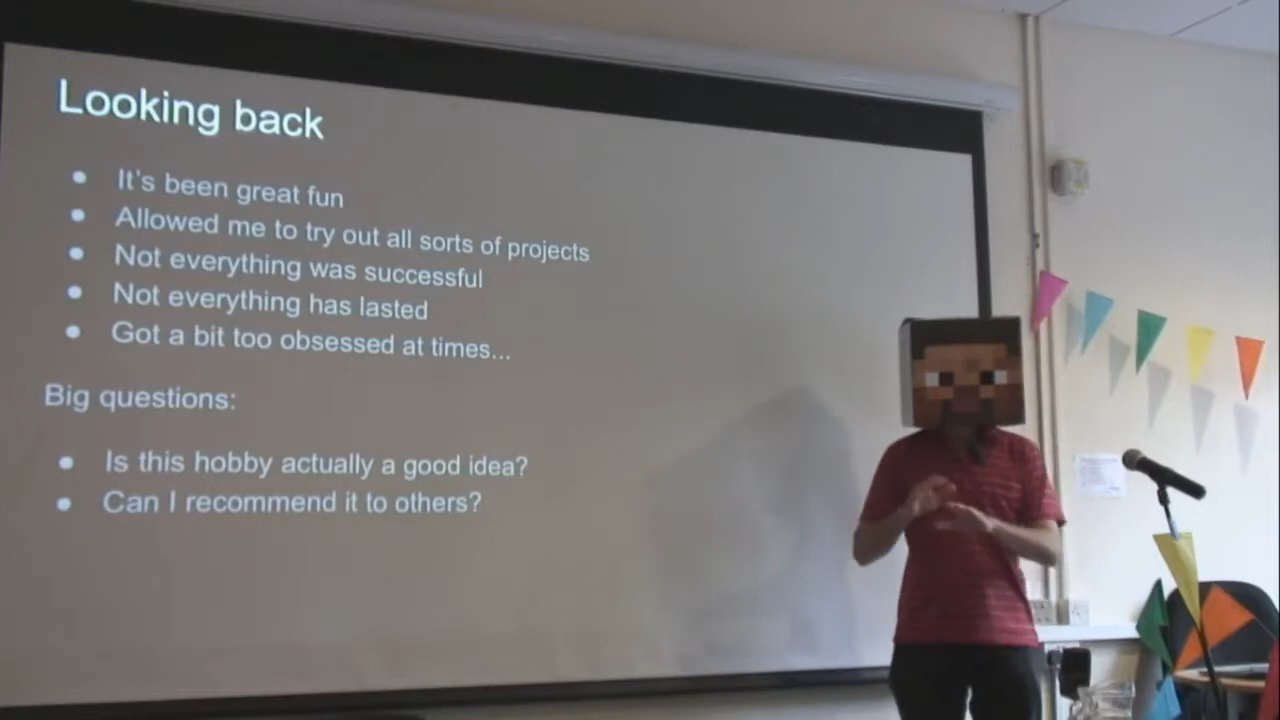 Looking back
● It's been great fun
● Allowed me to try out all sorts of projects
● Not everything was successful
● Not everything has lasted
● Got a bit too obsessed at times...
Big questions:
● Is this hobby actually a good idea?
● Can I recommend it to others?